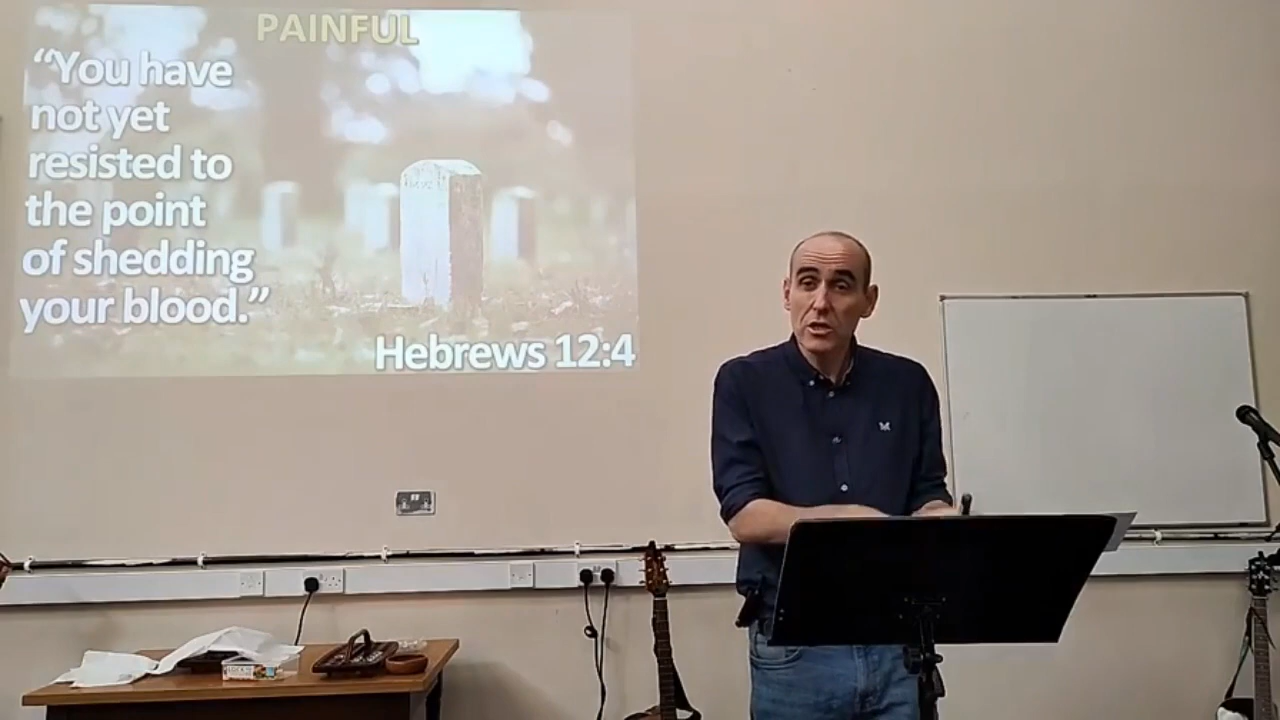 PAINFUL
“You have
not yet
resisted to
the point
of shedding
your blood.”
Hebrews 12:4